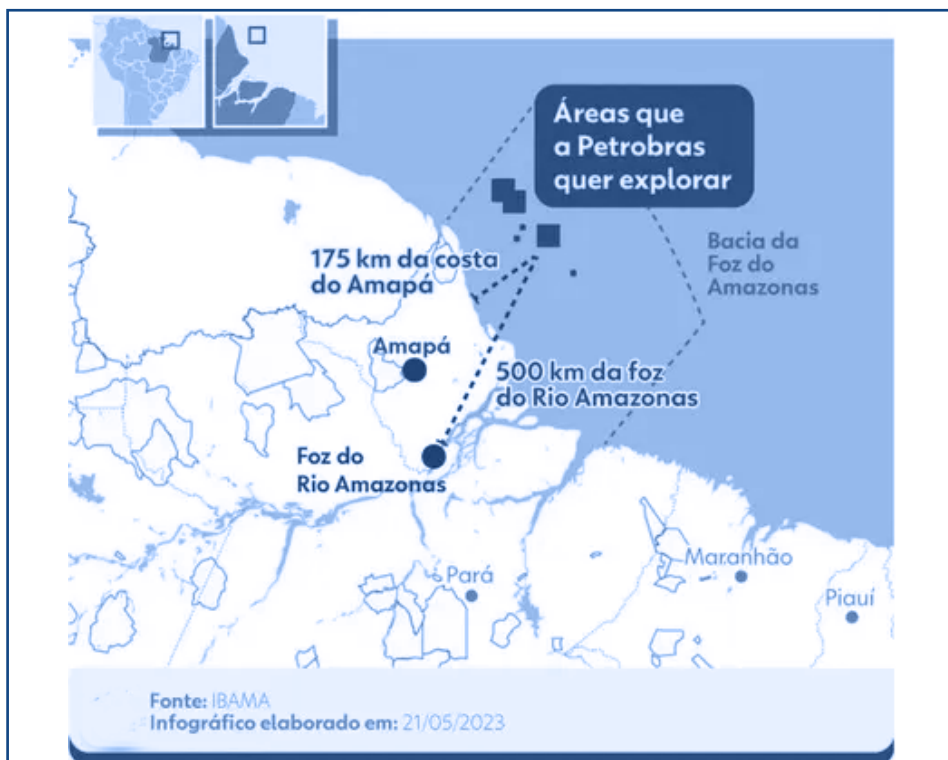 Áreas que
a Petrobras
quer explorar
Bacia da
Foz do
Amazonas
175 km da costa
do Amapá
Amapá
500 km da foz
do Rio Amazonas
Foz do
Rio Amazonas
Maranhão
Pará
Piauí
Fonte: IBAMA
Infográfico elaborado em: 21/05/2023